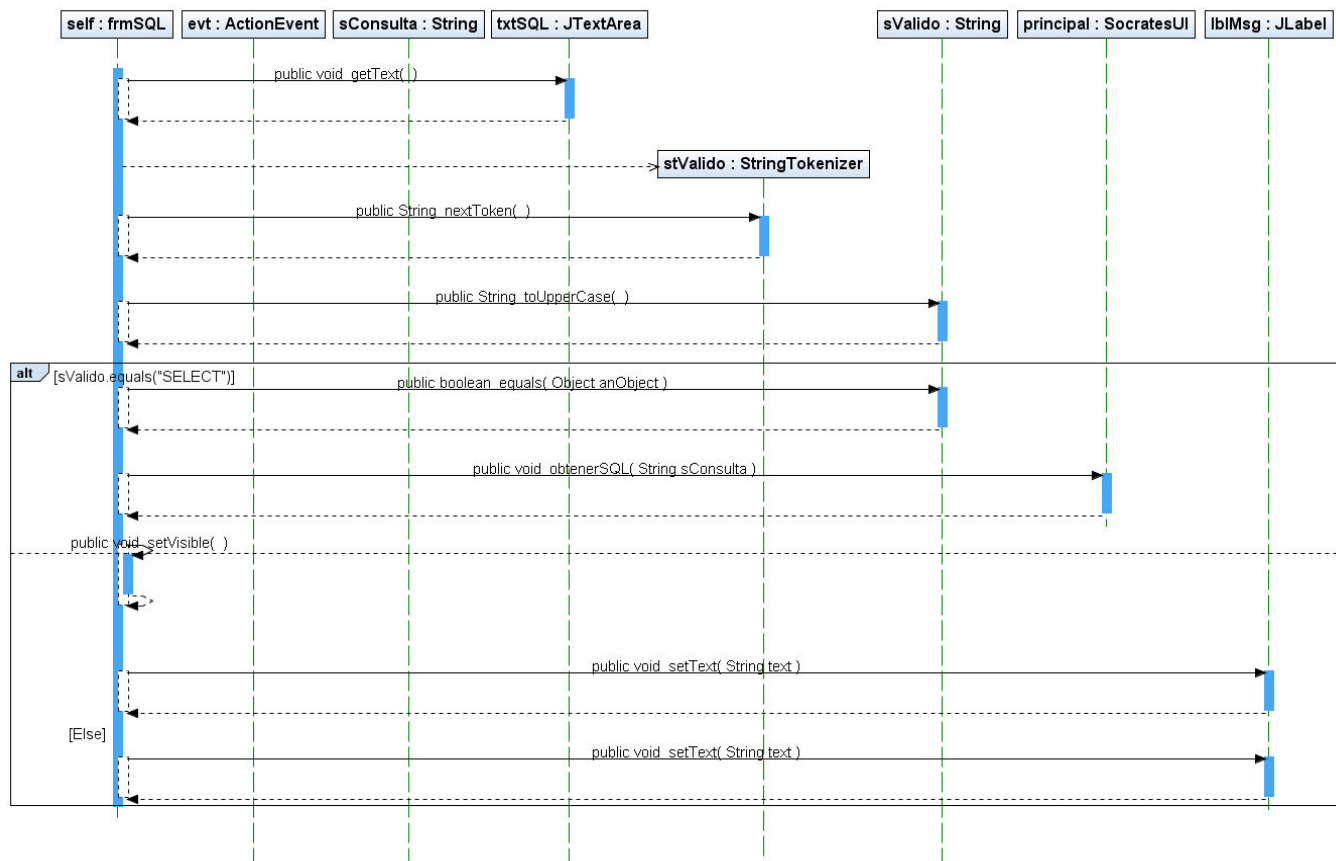 self : frmSQL
evt : ActionEvent
sConsulta : String
txtSQL : JTextArea
sValido : String
principal : SocratesUI
lblMsg : JLabel
public void getText( )
stValido : StringTokenizer
public String nextToken( )
public String toUpperCase( )
alt
[sValido.equals("SELECT")]
public boolean equals( Object anObject )
public void obtenerSQL( String sConsulta )
public void setVisible( )
public void setText( String text )
[Else]
public void setText( String text )